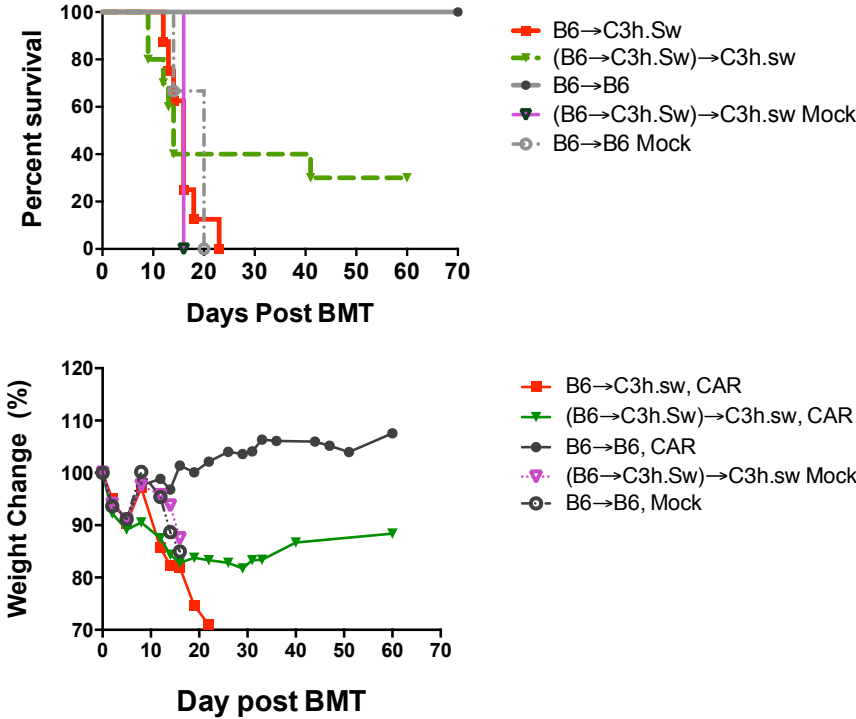 Percent survival
100
80
60
40
20
0
0 10 20 30 40 50 60 70
Days Post BMT
B6→C3h.Sw
(B6→C3h.Sw)→C3h.sw
B6→B6
(B6→C3h.Sw)→C3h.sw Mock
B6→B6 Mock
Weight Change (%)
120
110
100
90
80
70
0 10 20 30 40 50 60 70
Day post BMT
B6→C3h.sw, CAR
(B6→C3h.Sw)→C3h.sw, CAR
B6→B6, CAR
(B6→C3h.Sw)→C3h.sw Mock
B6→B6, Mock